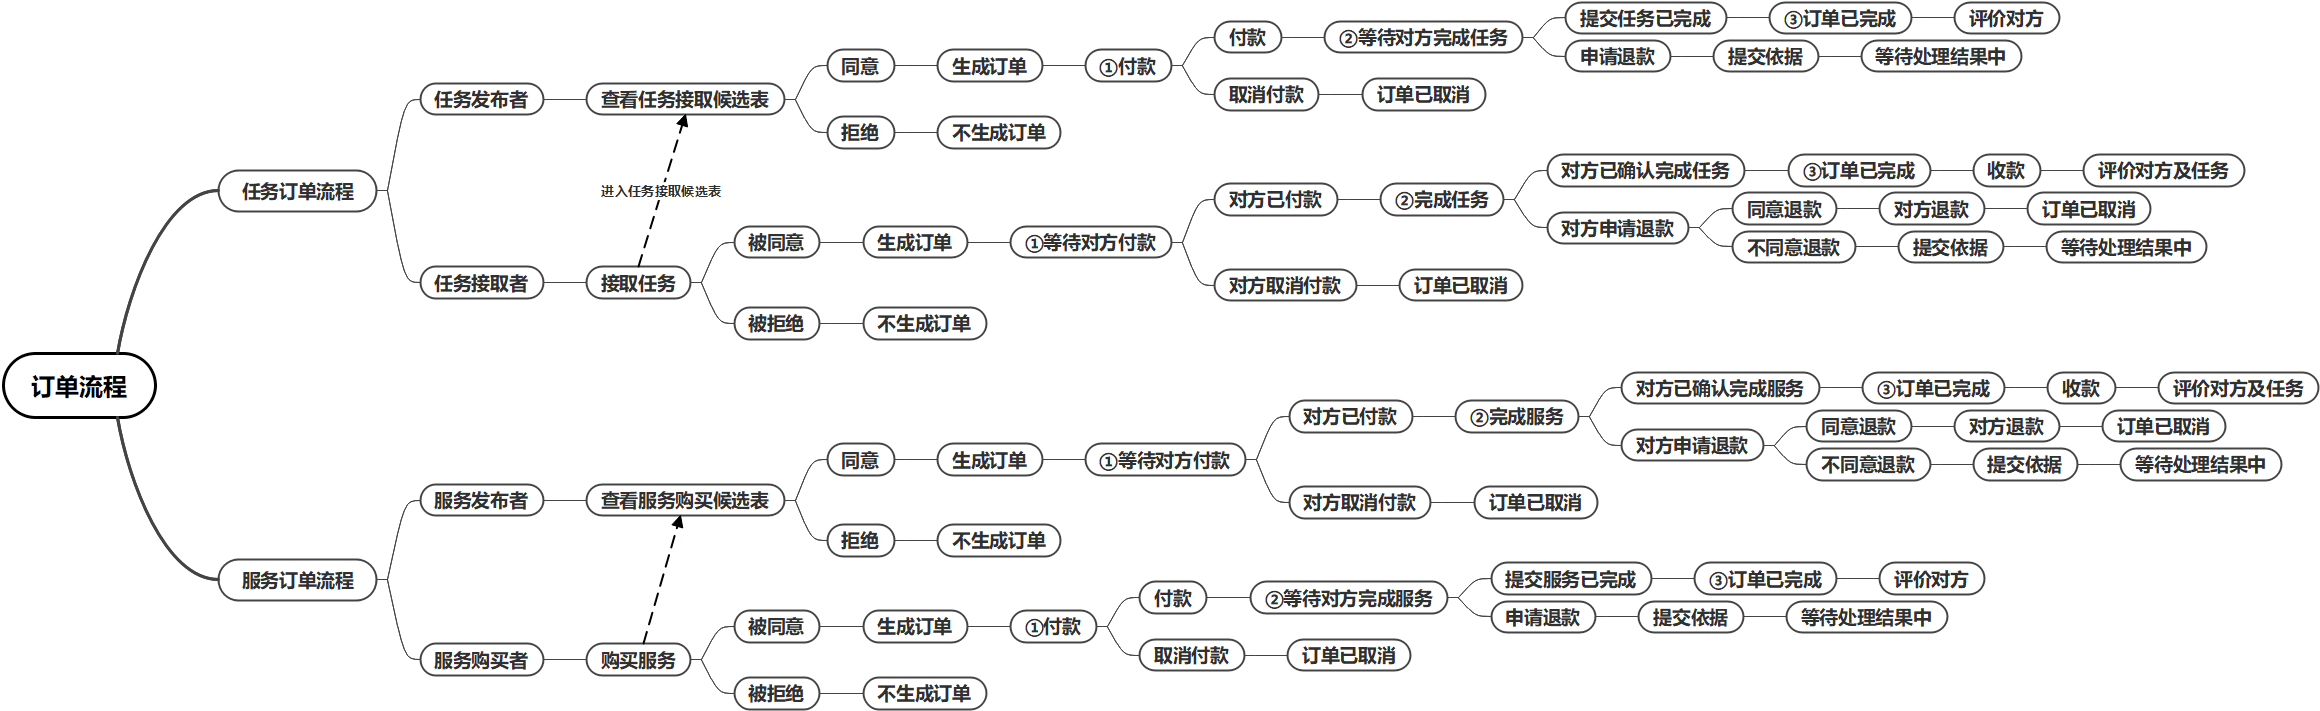 订单流程
任务订单流程
任务发布者
查看任务接取候选表
同意
生成订单
①付款
付款
②等待对方完成任务
提交任务已完成
③订单已完成
评价对方
申请退款
提交依据
等待处理结果中
取消付款
订单已取消
拒绝
不生成订单
进入任务接取候选表
任务接取者
接取任务
被同意
生成订单
①等待对方付款
对方已付款
②完成任务
对方已确认完成任务
③订单已完成
收款
评价对方及任务
对方申请退款
同意退款
对方退款
订单已取消
不同意退款
提交依据
等待处理结果中
对方取消付款
订单已取消
被拒绝
不生成订单
服务订单流程
服务发布者
查看服务购买候选表
同意
生成订单
①等待对方付款
对方已付款
②完成服务
对方已确认完成服务
③订单已完成
收款
评价对方及任务
对方申请退款
同意退款
对方退款
订单已取消
不同意退款
提交依据
等待处理结果中
对方取消付款
订单已取消
拒绝
不生成订单
服务购买者
购买服务
被同意
生成订单
①付款
付款
②等待对方完成服务
提交服务已完成
③订单已完成
评价对方
申请退款
提交依据
等待处理结果中
取消付款
订单已取消
被拒绝
不生成订单